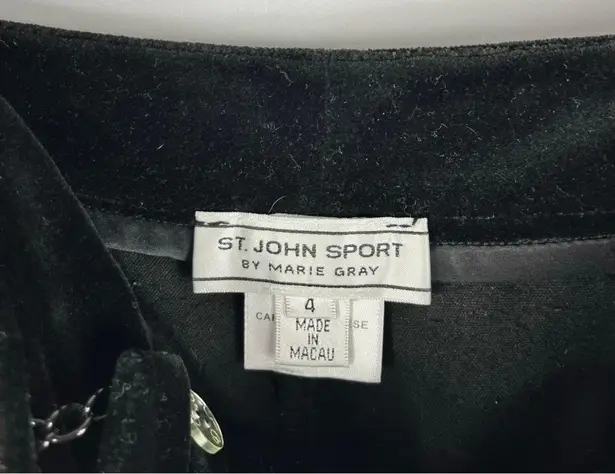 ST. JOHN SPORT
BY MARIE GRAY
4
MADE
IN
MACAU